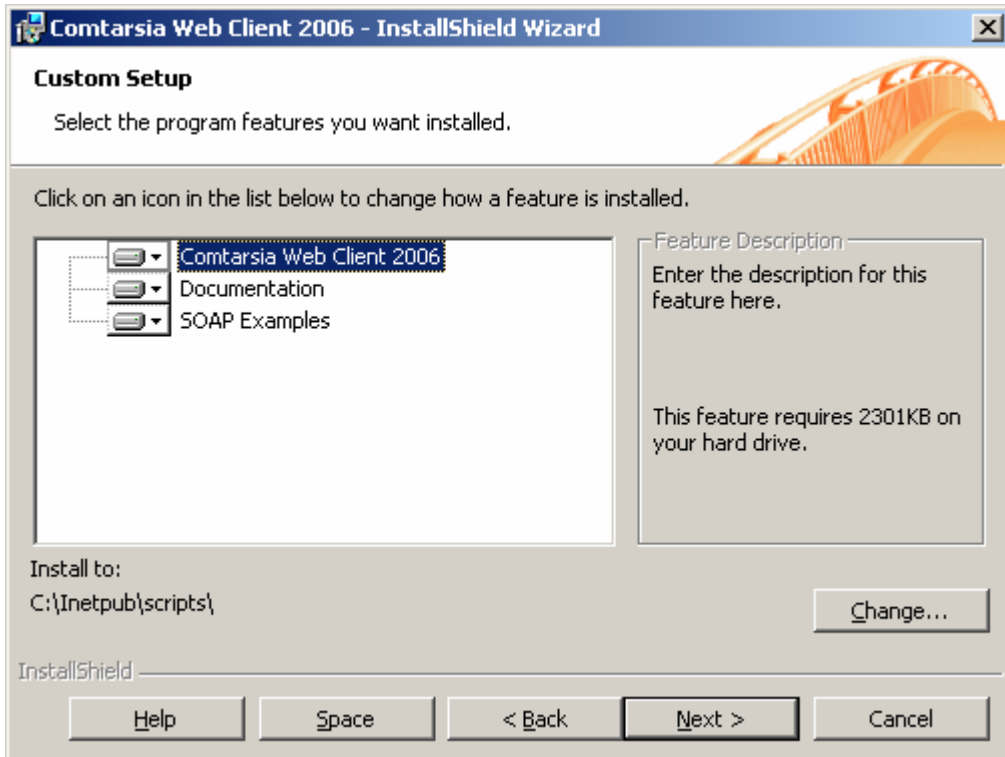 Comtarsia Web Client 2006 - InstallShield Wizard
Custom Setup
Select the program features you want installed.
Click on an icon in the list below to change how a feature is installed.
Comtarsia Web Client 2006
Documentation
SOAP Examples
Feature Description
Enter the description for this
feature here.
This feature requires 2301KB on
your hard drive.
Install to:
C:\Inetpub\scripts\
Change...
InstallShield
Help
Space
< Back
Next >
Cancel